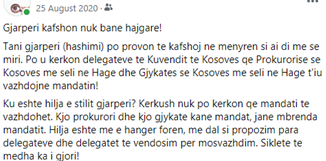 25 August 2020 ·
Gjarperi kafshon nuk bane hajgare!
Tani gjarperi (hashimi) po provon te kafshoj ne menyren si ai di me se
miri. Po u kerkon delegateve te Kuvendit te Kosoves qe Prokurorise se
Kosoves me seli ne Hage dhe Gjykates se Kosoves me seli ne Hage t'iu
vazhdojne mandatin!
Ku eshte hilja e stilit gjarperi? Kerkush nuk po kerkon qe mandati te
vazhdohet. Kjo prokurori dhe kjo gjykate kane mandat, jane mbrenda
mandatit. Hilja eshte me e hanger foren, me dal si propozim para
delegateve dhe delegatet te vendosim per mosvazhdim. Siklete te
medha ka i gjori!